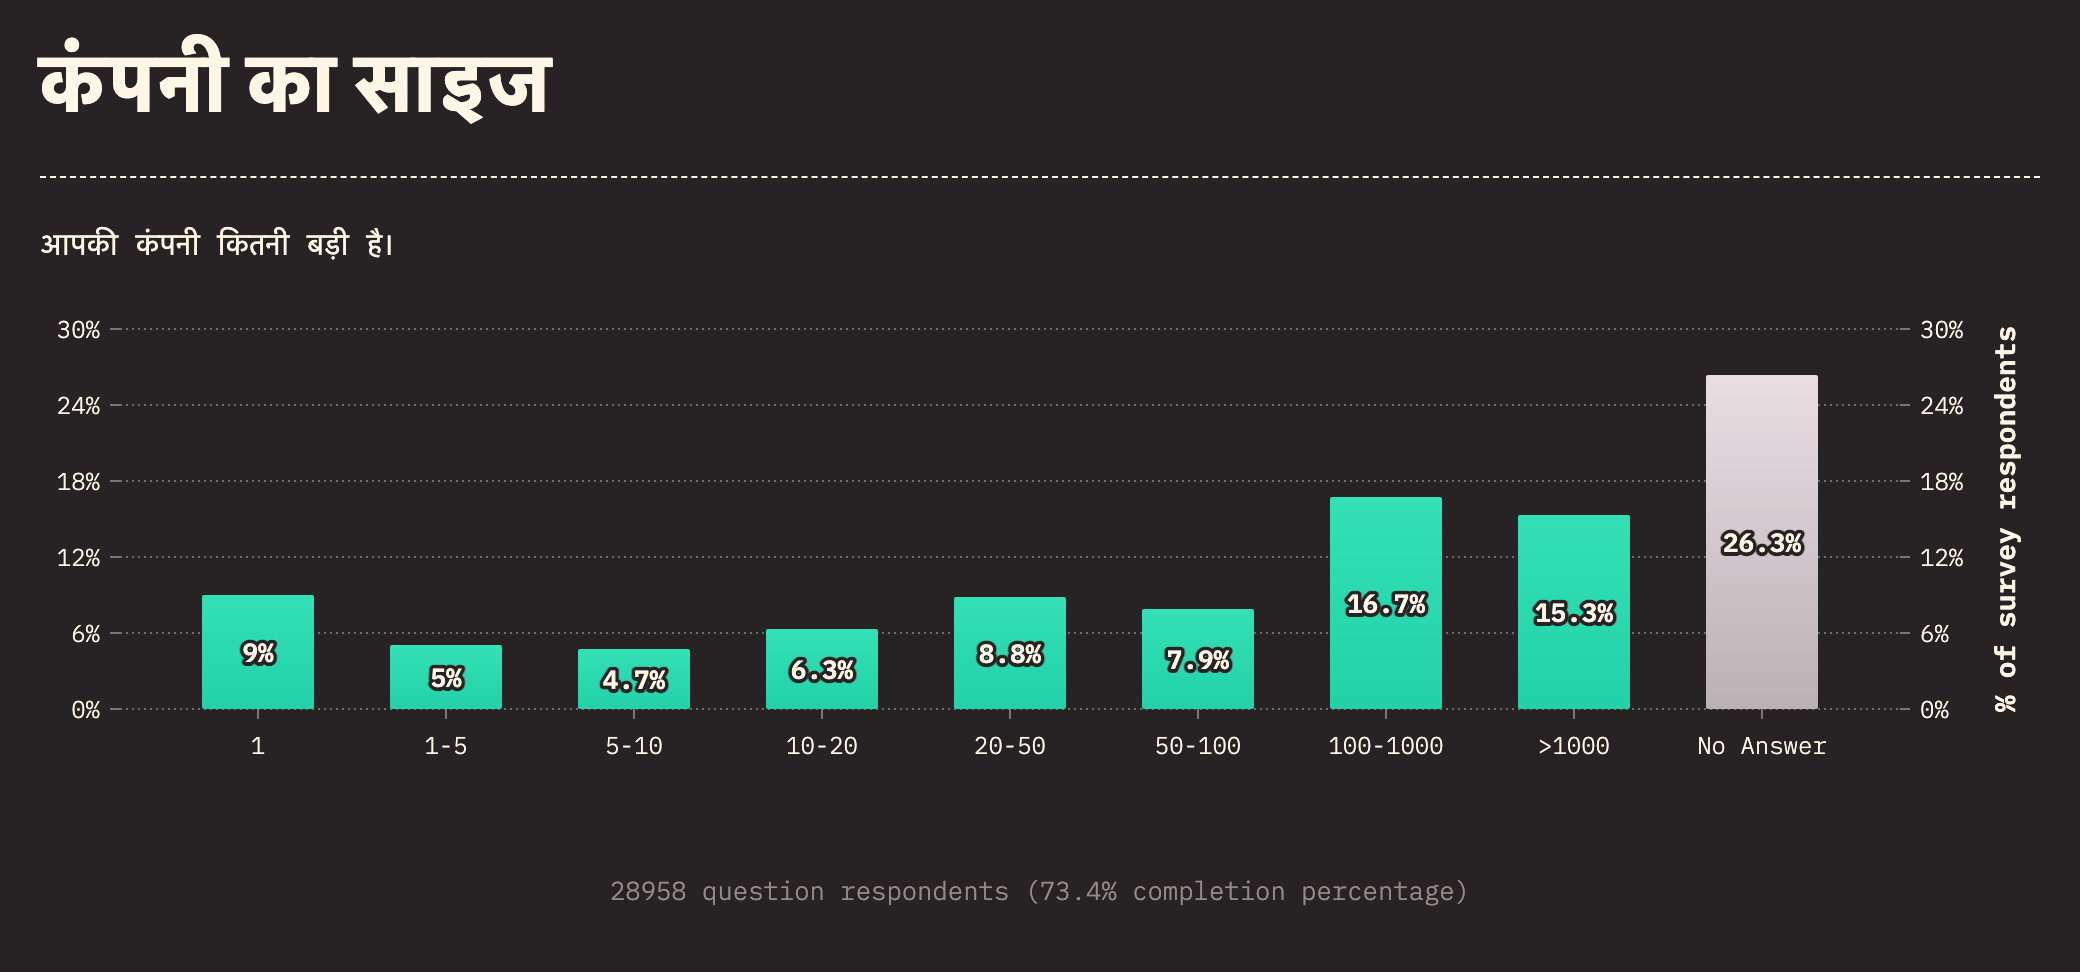 कंपनी का साइज
आपकी कंपनी कितनी बड़ी है।
30% 30%
24% 24%
18% 18%
12% 12%
6% 6%
0% 0%
% of survey respondents
9% 5% 4.7% 6.3% 8.8% 7.9% 16.7% 15.3% 26.3%
1 1-5 5-10 10-20 20-50 50-100 100-1000 >1000 No Answer
28958 question respondents (73.4% completion percentage)